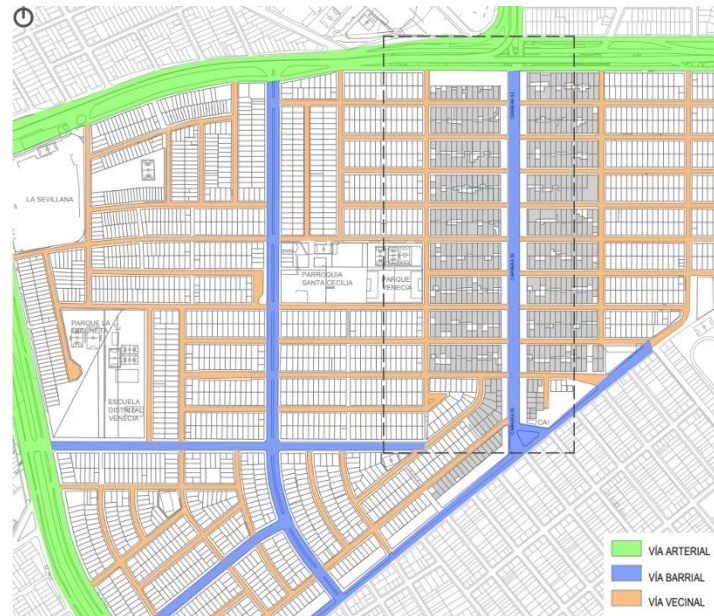 LA SEVILLANA
PARROQUIA
SANTA CECILIA
PARQUE
VENECIA
PARQUE LA
ESCUELA
DISTRITAL
VENECIA
CAI
VÍA ARTERIAL
VÍA BARRIAL
VÍA VECINAL